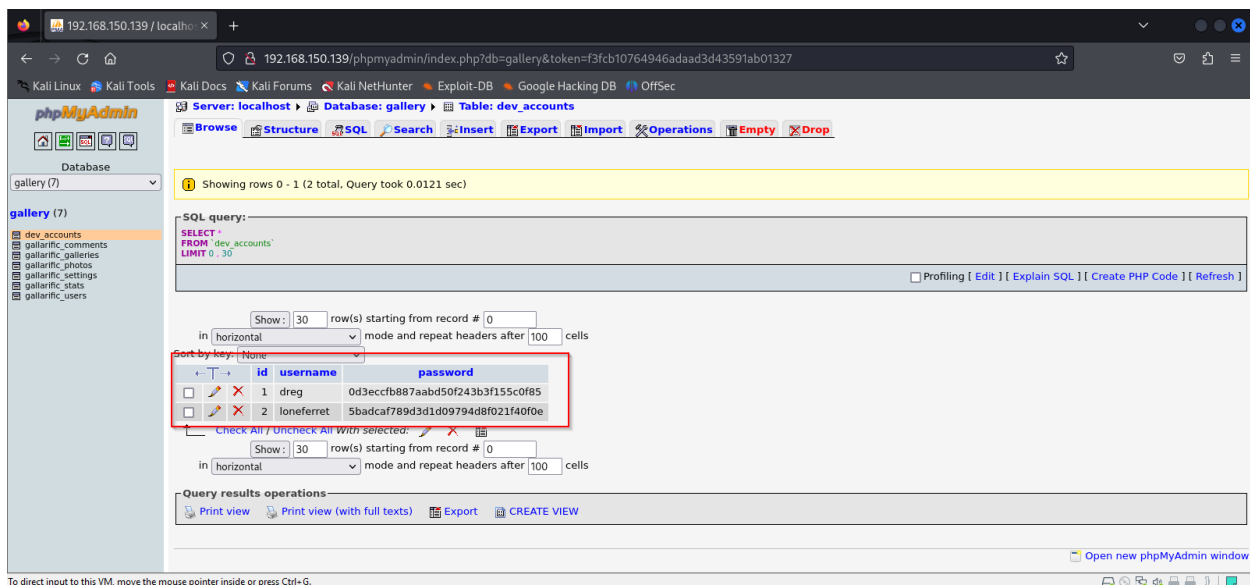 192.168.150.139 / localho
192.168.150.139/phpmyadmin/index.php?db=gallery&token=f3fcb10764946adaad3d43591ab01327
Kali Linux Kali Tools Kali Docs Kali Forums Kali NetHunter Exploit-DB Google Hacking DB OffSec
phpMyAdmin
Database
gallery (7)
gallery (7)
dev_accounts
gallarific_comments
gallarific_galleries
gallarific_photos
gallarific_settings
gallarific_stats
gallarific_users
Server: localhost Database: gallery Table: dev_accounts
Browse Structure SQL Search Insert Export Import Operations Empty Drop
Showing rows 0 - 1 (2 total, Query took 0.0121 sec)
SQL query:
SELECT *
FROM `dev_accounts`
LIMIT 0 , 30
Profiling [ Edit ] [ Explain SQL ] [ Create PHP Code ] [ Refresh ]
Show : 30 row(s) starting from record # 0
in horizontal mode and repeat headers after 100 cells
Sort by key: None
←T→ id username password
1 dreg 0d3eccfb887aabd50f243b3f155c0f85
2 loneferret 5badcaf789d3d1d09794d8f021f40f0e
Check All / Uncheck All With selected:
Show : 30 row(s) starting from record # 0
in horizontal mode and repeat headers after 100 cells
Query results operations
Print view Print view (with full texts) Export CREATE VIEW
Open new phpMyAdmin window
To direct input to this VM, move the mouse pointer inside or press Ctrl+G.